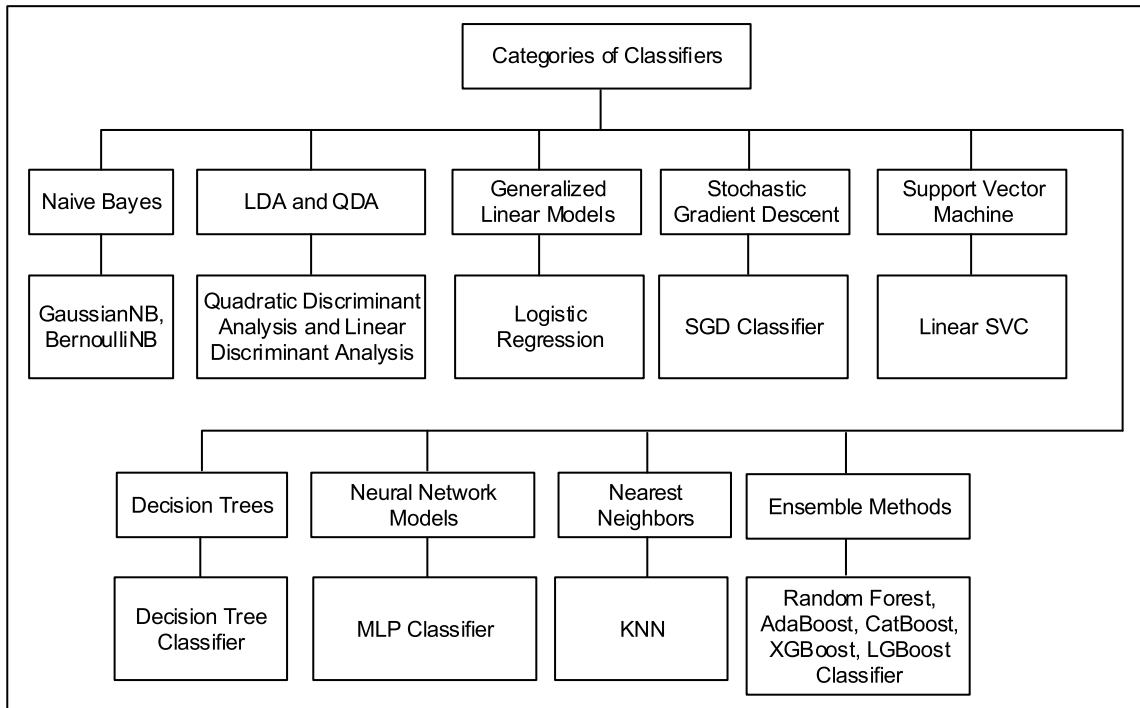 Categories of Classifiers
Naive Bayes
LDA and QDA
Generalized
Linear Models
Stochastic
Gradient Descent
Support Vector
Machine
GaussianNB,
BernoulliNB
Quadratic Discriminant
Analysis and Linear
Discriminant Analysis
Logistic
Regression
SGD Classifier
Linear SVC
Decision Trees
Neural Network
Models
Nearest
Neighbors
Ensemble Methods
Decision Tree
Classifier
MLP Classifier
KNN
Random Forest,
AdaBoost, CatBoost,
XGBoost, LGBoost
Classifier